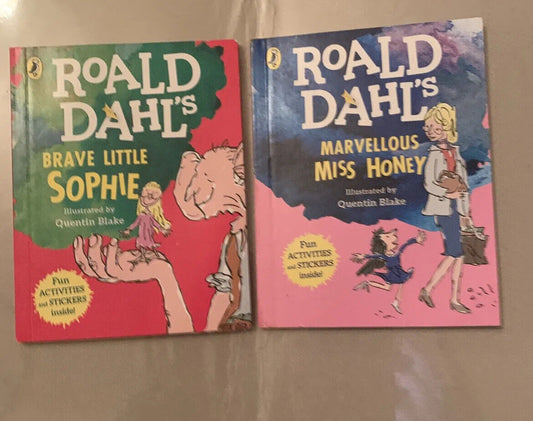 ROALD
DAHL'S
BRAVE LITTLE
SOPHIE
Illustrated by
Quentin Blake
Fun
ACTIVITIES
and STICKERS
inside!
ROALD
DAHL'S
MARVELLOUS
MISS HONEY
Illustrated by
Quentin Blake
Fun
ACTIVITIES
and STICKERS
inside!